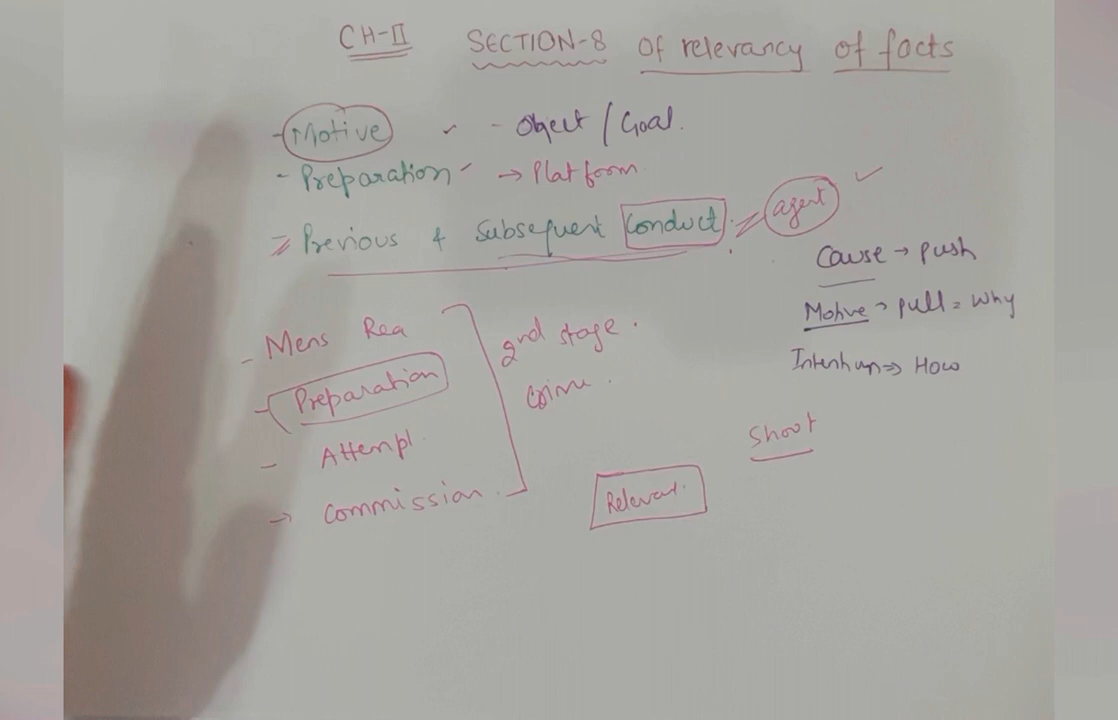 CH-II SECTION-8 Of relevancy of facts
- Motive ✓ - Object / Goal.
- Preparation → Platform
Previous & Subsequent Conduct. agent ✓
Cause → push
Motive → pull = Why
Intention ⇒ How
- Mens Rea
- Preparation
- Attempt
→ Commission.
2nd stage.
Crime.
Shoot
Relevant.